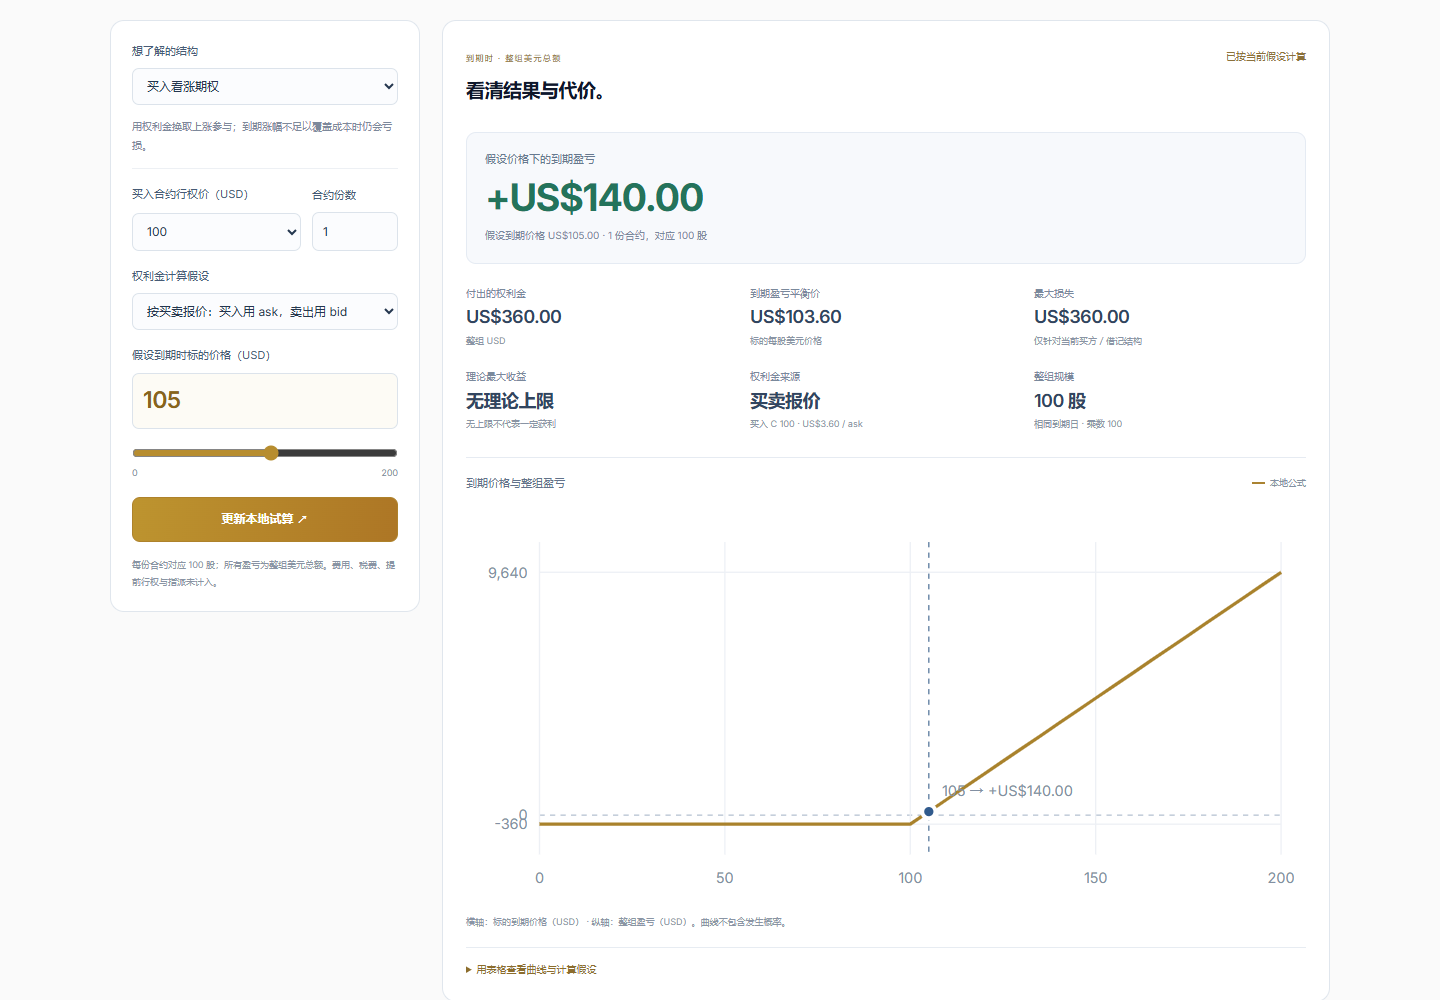 想了解的结构
买入看涨期权
用权利金换取上涨参与；到期涨幅不足以覆盖成本时仍会亏
损。
买入合约行权价（USD）
合约份数
100
1
权利金计算假设
按买卖报价：买入用 ask，卖出用 bid
假设到期时标的价格（USD）
105
0
200
更新本地试算 ↗
每份合约对应 100 股；所有盈亏为整组美元总额。费用、税费、提
前行权与指派未计入。
到期时 · 整组美元总额
已按当前假设计算
看清结果与代价。
假设价格下的到期盈亏
+US$140.00
假设到期价格 US$105.00 · 1 份合约，对应 100 股
付出的权利金
US$360.00
整组 USD
到期盈亏平衡价
US$103.60
标的每股美元价格
最大损失
US$360.00
仅针对当前买方 / 借记结构
理论最大收益
无理论上限
无上限不代表一定获利
权利金来源
买卖报价
买入 C 100 · US$3.60 / ask
整组规模
100 股
相同到期日 · 乘数 100
到期价格与整组盈亏
本地公式
9,640
105 → +US$140.00
0
-360
0
50
100
150
200
横轴：标的到期价格（USD） · 纵轴：整组盈亏（USD）。曲线不包含发生概率。
▶ 用表格查看曲线与计算假设